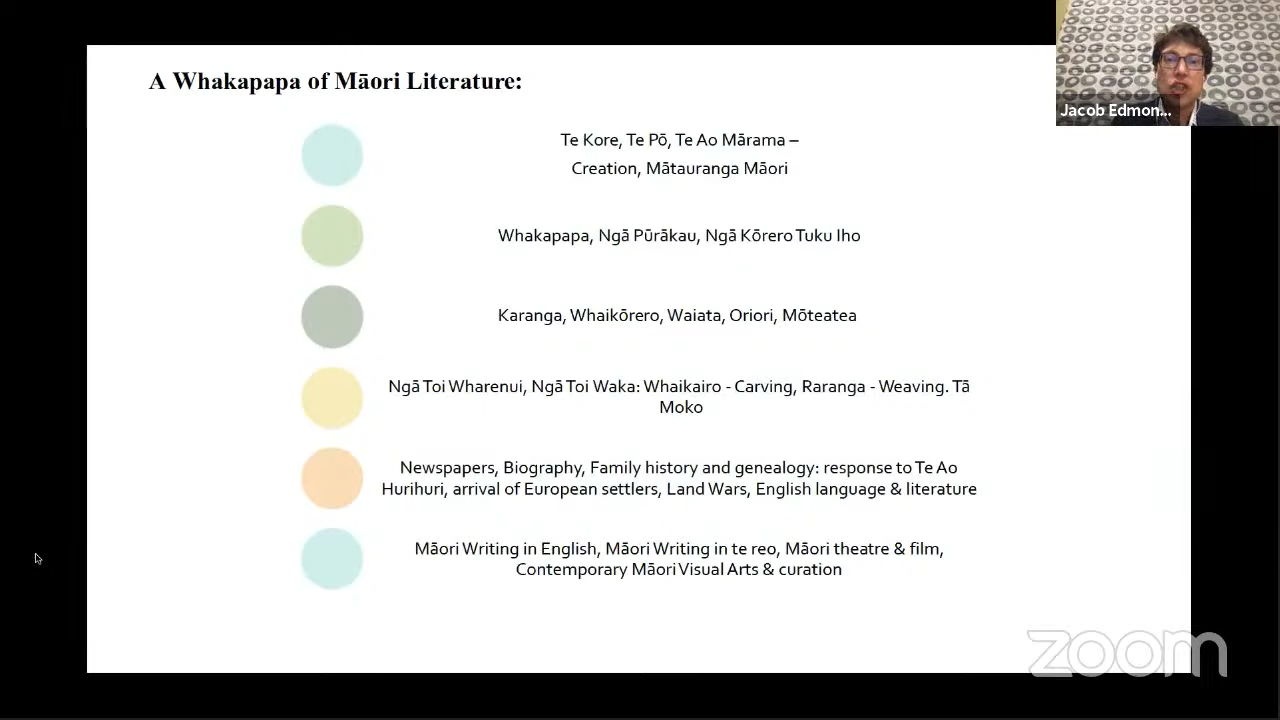 A Whakapapa of Māori Literature:
Jacob Edmon...
Te Kore, Te Pō, Te Ao Mārama –
Creation, Mātauranga Māori
Whakapapa, Ngā Pūrākau, Ngā Kōrero Tuku Iho
Karanga, Whaikōrero, Waiata, Oriori, Mōteatea
Ngā Toi Wharenui, Ngā Toi Waka: Whaikairo - Carving, Raranga - Weaving. Tā
Moko
Newspapers, Biography, Family history and genealogy: response to Te Ao
Hurihuri, arrival of European settlers, Land Wars, English language & literature
Māori Writing in English, Māori Writing in te reo, Māori theatre & film,
Contemporary Māori Visual Arts & curation
zoom